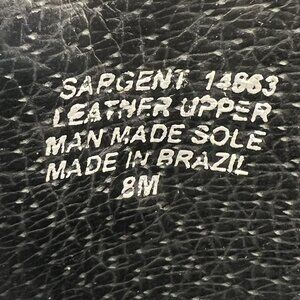 SARGENT 14863
LEATHER UPPER
MAN MADE SOLE
MADE IN BRAZIL
8M